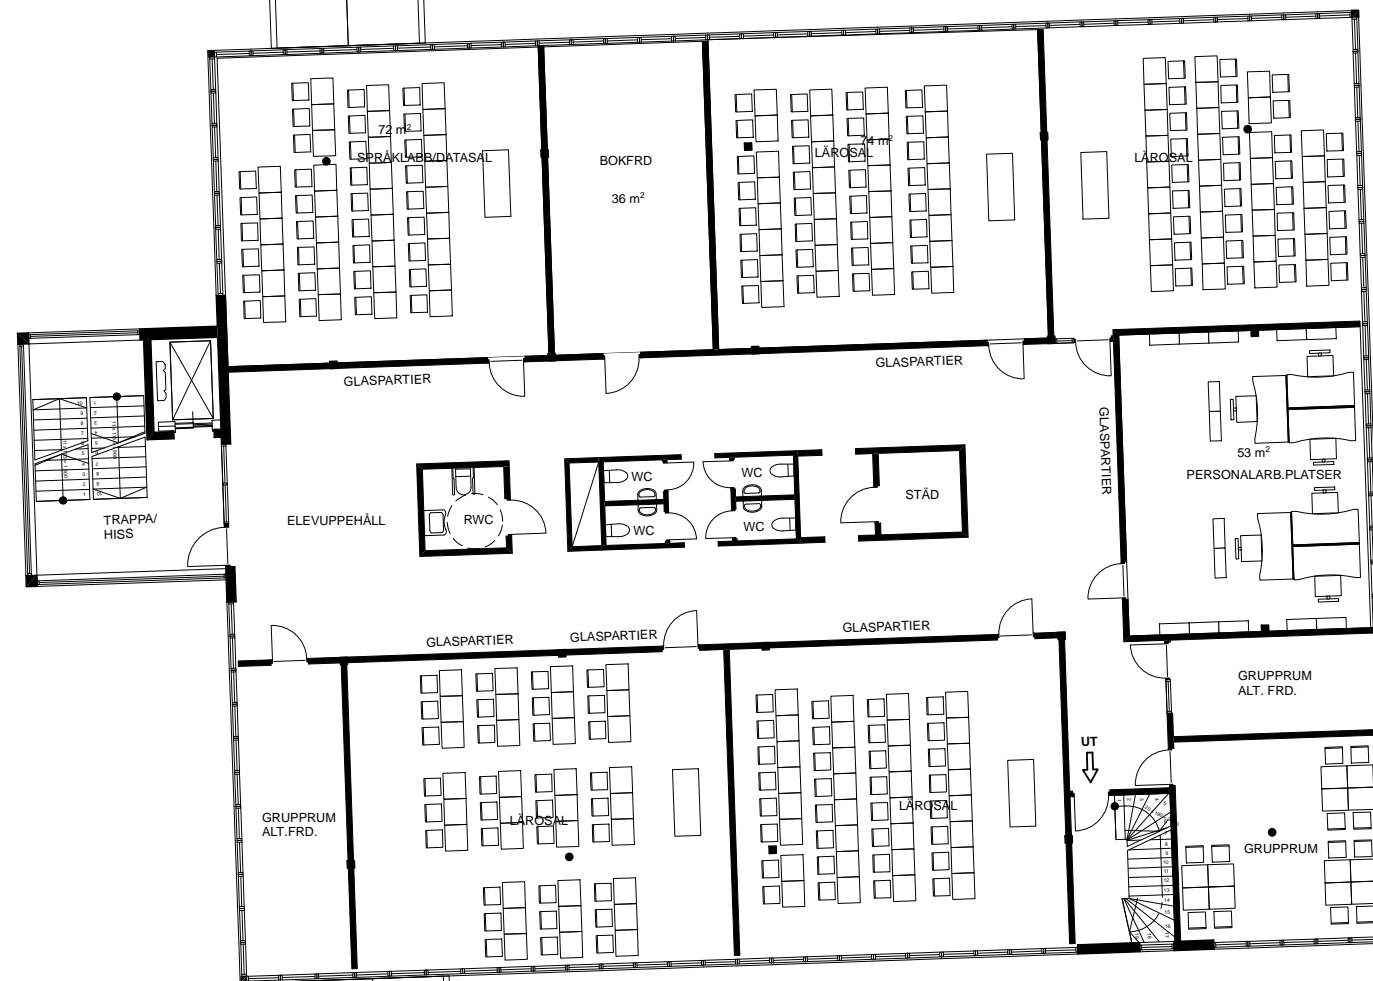 72 m²
SPRÅKLABB/DATASAL
BOKFRD
36 m²
74 m²
LÄROSAL
LÄROSAL
GLASPARTIER
GLASPARTIER
GLASPARTIER
53 m²
PERSONALARB.PLATSER
TRAPPA/
HISS
ELEVUPPEHÅLL
RWC
WC
WC
WC
WC
STÄD
GLASPARTIER
GLASPARTIER
GLASPARTIER
GRUPPRUM
ALT. FRD.
UT
GRUPPRUM
ALT.FRD.
LÄROSAL
LÄROSAL
GRUPPRUM